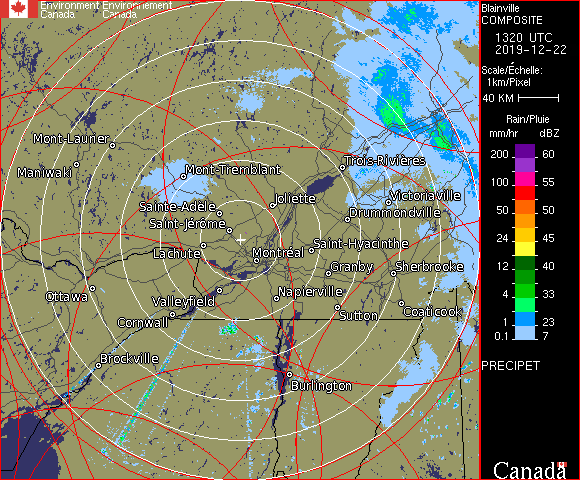 Environment Environnement
Canada Canada
Mont-Laurier
Maniwaki
Mont-Tremblant
Trois-Rivières
Joliette
Victoriaville
Sainte-Adèle
Drummondville
Saint-Jérôme
Lachute
Montréal
Saint-Hyacinthe
Granby
Sherbrooke
Ottawa
Valleyfield
Napierville
Coaticook
Cornwall
Sutton
Brockville
Burlington
Blainville
COMPOSITE
1320 UTC
2019-12-22
Scale/Échelle:
1km/Pixel
40 KM
Rain/Pluie
mm/hr dBZ
200 60
100 55
50 50
24 45
12 40
4 33
1 23
0.1 7
PRECIPET
Canada